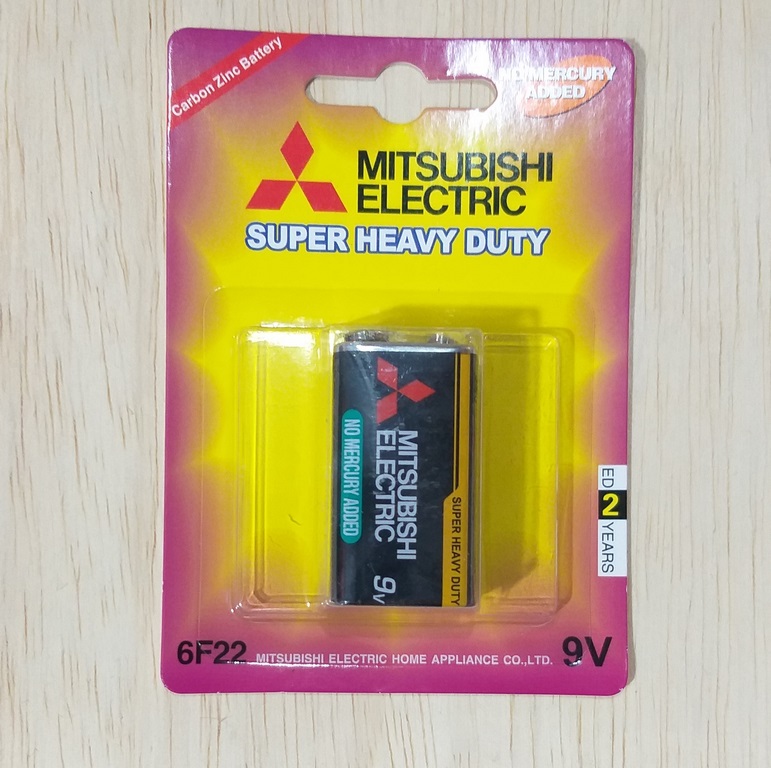 Carbon Zinc Battery
NO MERCURY
ADDED
MITSUBISHI
ELECTRIC
SUPER HEAVY DUTY
MITSUBISHI
ELECTRIC
9V
NO MERCURY ADDED
SUPER HEAVY DUTY
ED 2 YEARS
6F22
MITSUBISHI ELECTRIC HOME APPLIANCE CO.,LTD.
9V